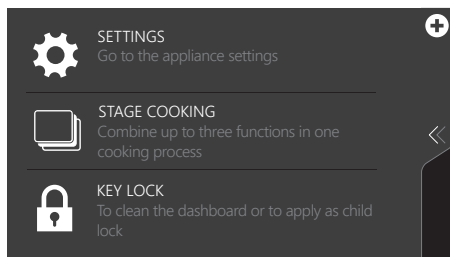 SETTINGS
Go to the appliance settings
STAGE COOKING
Combine up to three functions in one
cooking process
KEY LOCK
To clean the dashboard or to apply as child
lock